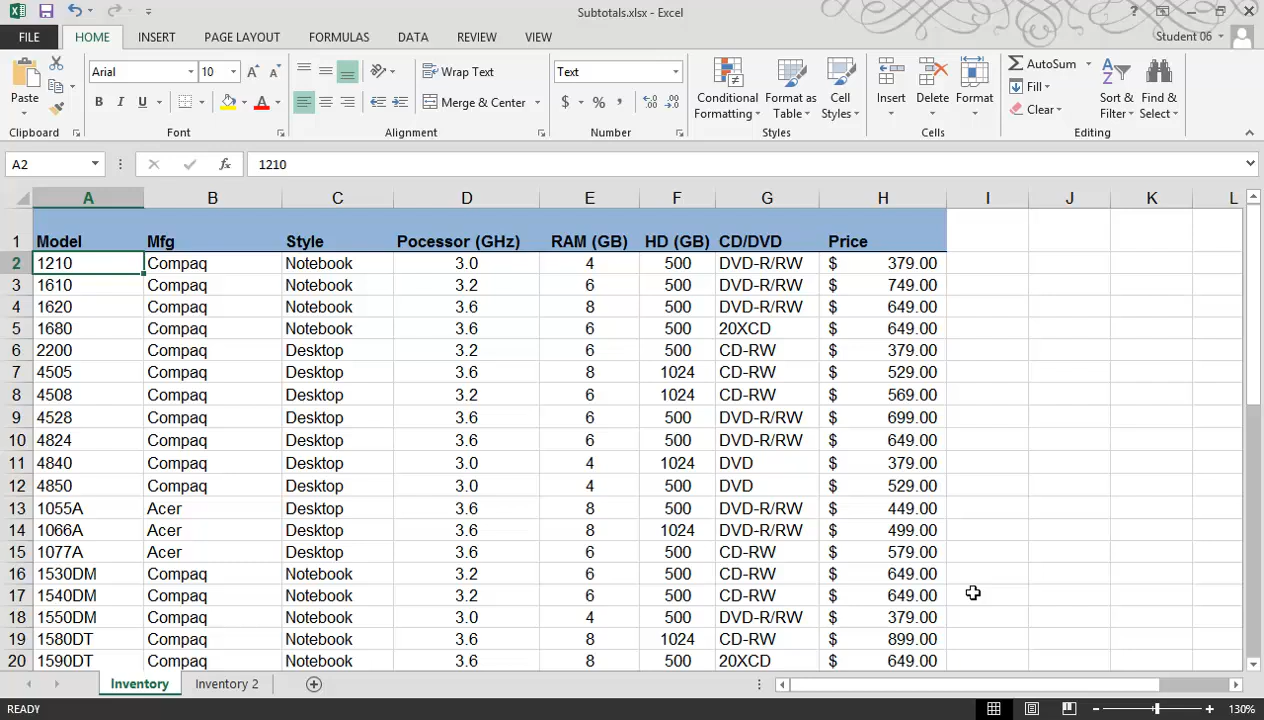 Subtotals.xlsx - Excel
FILE HOME INSERT PAGE LAYOUT FORMULAS DATA REVIEW VIEW Student 06
Paste
Clipboard
Arial 10
B I U
Font
Wrap Text
Merge & Center
Alignment
Text
$ % ,
Number
Conditional Formatting
Format as Table
Cell Styles
Styles
Insert Delete Format
Cells
AutoSum
Fill
Clear
Sort & Filter
Find & Select
Editing
A2 fx 1210
A B C D E F G H I J K L
1 Model Mfg Style Pocessor (GHz) RAM (GB) HD (GB) CD/DVD Price
2 1210 Compaq Notebook 3.0 4 500 DVD-R/RW $ 379.00
3 1610 Compaq Notebook 3.2 6 500 DVD-R/RW $ 749.00
4 1620 Compaq Notebook 3.6 8 500 DVD-R/RW $ 649.00
5 1680 Compaq Notebook 3.6 6 500 20XCD $ 649.00
6 2200 Compaq Desktop 3.2 6 500 CD-RW $ 379.00
7 4505 Compaq Desktop 3.6 8 1024 CD-RW $ 529.00
8 4508 Compaq Desktop 3.2 6 1024 CD-RW $ 569.00
9 4528 Compaq Desktop 3.6 6 500 DVD-R/RW $ 699.00
10 4824 Compaq Desktop 3.6 6 500 DVD-R/RW $ 649.00
11 4840 Compaq Desktop 3.0 4 1024 DVD $ 379.00
12 4850 Compaq Desktop 3.0 4 500 DVD $ 529.00
13 1055A Acer Desktop 3.6 8 500 DVD-R/RW $ 449.00
14 1066A Acer Desktop 3.6 8 1024 DVD-R/RW $ 499.00
15 1077A Acer Desktop 3.6 6 500 CD-RW $ 579.00
16 1530DM Compaq Notebook 3.2 6 500 CD-RW $ 649.00
17 1540DM Compaq Notebook 3.2 6 500 CD-RW $ 649.00
18 1550DM Compaq Notebook 3.0 4 500 DVD-R/RW $ 379.00
19 1580DT Compaq Notebook 3.6 8 1024 CD-RW $ 899.00
20 1590DT Compaq Notebook 3.6 8 500 20XCD $ 649.00
Inventory Inventory 2
READY 130%